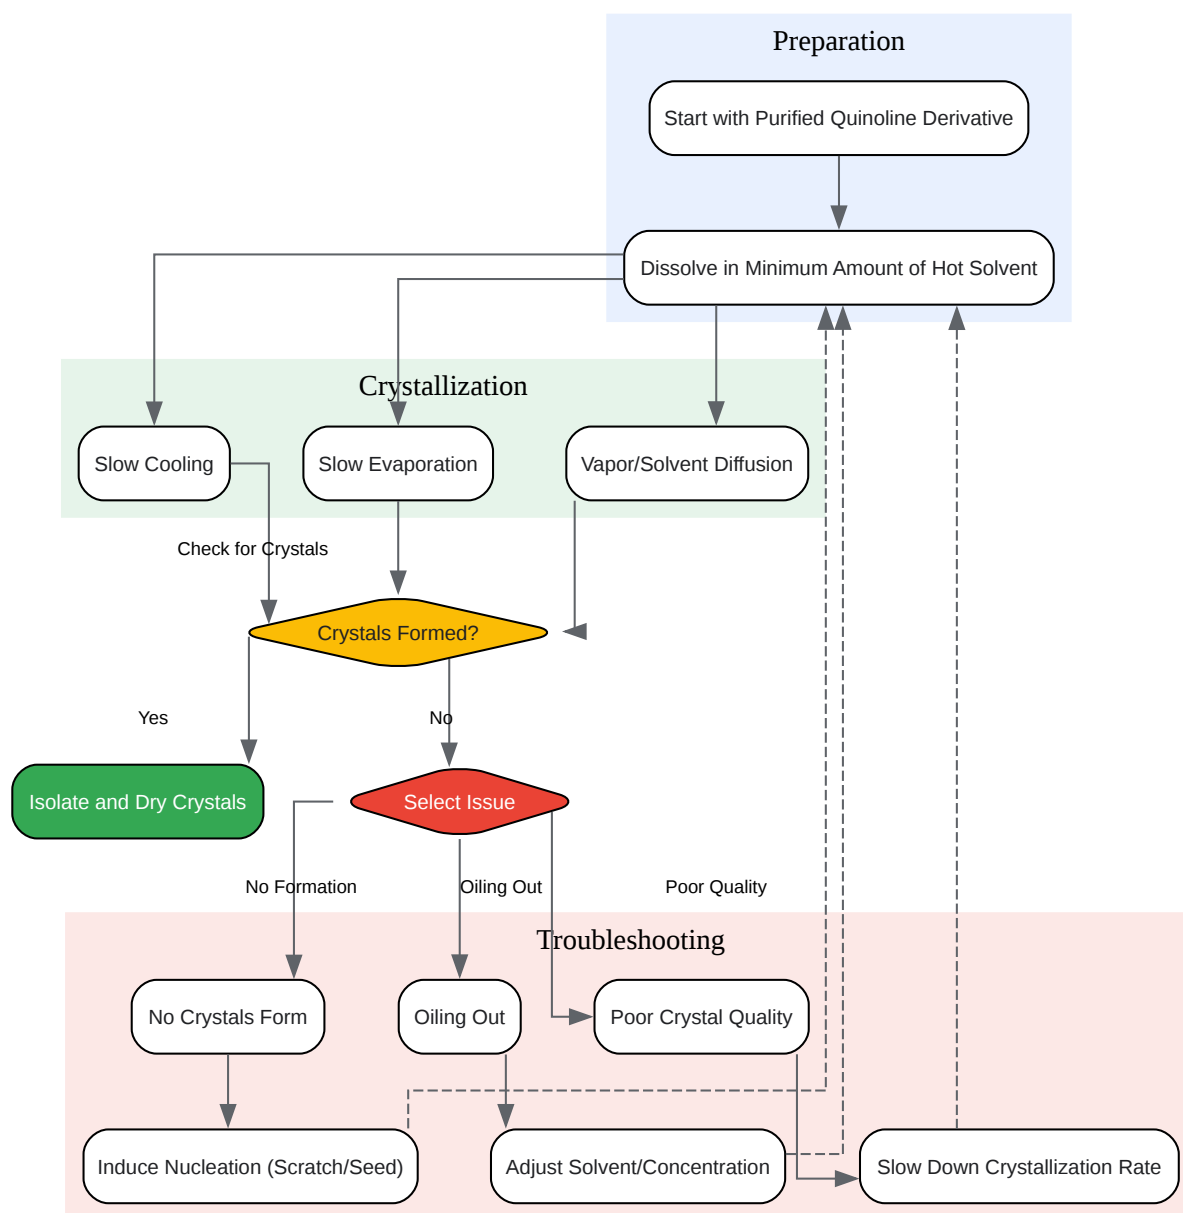 Preparation
Start with Purified Quinoline Derivative
Dissolve in Minimum Amount of Hot Solvent
Crystallization
Slow Cooling
Slow Evaporation
Vapor/Solvent Diffusion
Check for Crystals
Crystals Formed?
Yes
No
Isolate and Dry Crystals
Select Issue
No Formation
Oiling Out
Poor Quality
Troubleshooting
No Crystals Form
Oiling Out
Poor Crystal Quality
Induce Nucleation (Scratch/Seed)
Adjust Solvent/Concentration
Slow Down Crystallization Rate